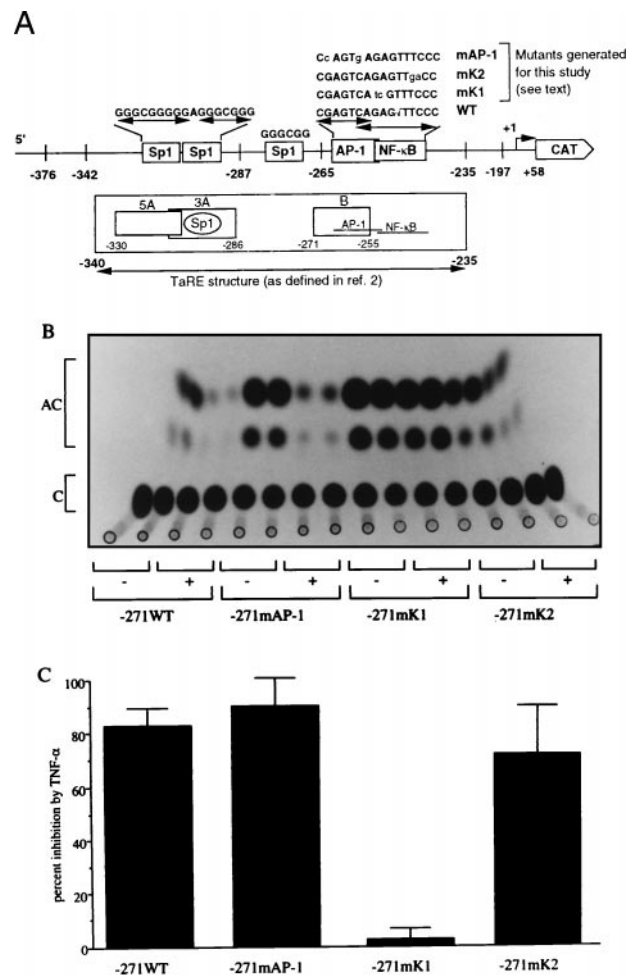 A
Cc AGTg AGAGTTTCCC mAP-1
CGAGTCAGAGTTgaCC mK2
CGAGTCA tc GTTTCCC mK1
CGAGTCAGAG TTCCC WT
Mutants generated
for this study
(see text)
GGGCGGGGGAGGGCGGG
GGGCGG
5'
Sp1 Sp1 Sp1 AP-1 NF-κB +1 CAT
-376 -342 -287 -265 -235 -197 +58
5A 3A B
Sp1 AP-1 NF-κB
-330 -286 -271 -255
-340 -235
TaRE structure (as defined in ref. 2)
B
AC
C
- + - + - + - +
-271WT -271mAP-1 -271mK1 -271mK2
C
percent inhibition by TNF-α
100
80
60
40
20
0
-271WT -271mAP-1 -271mK1 -271mK2